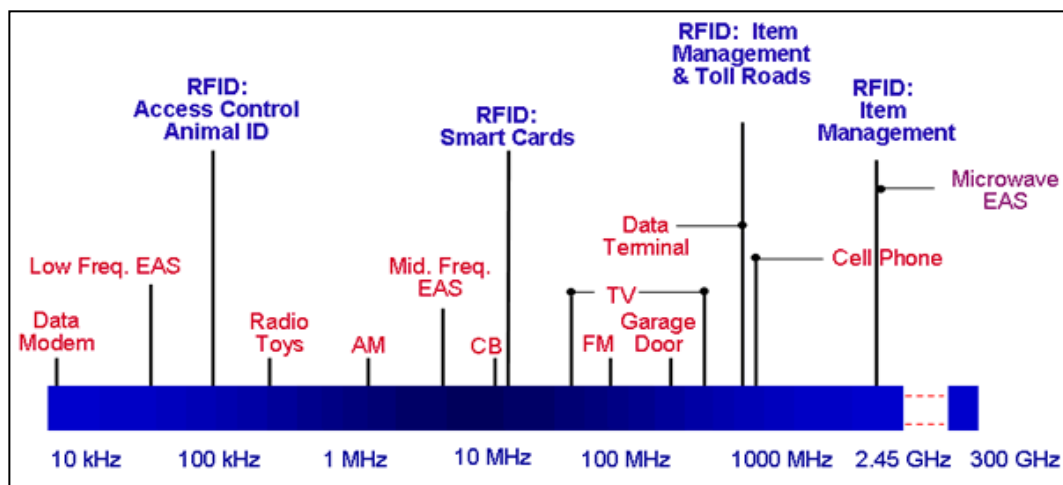 RFID: Item
Management
& Toll Roads
RFID:
Access Control
Animal ID
RFID:
Smart Cards
RFID:
Item
Management
Microwave
EAS
Data
Terminal
Low Freq. EAS
Mid. Freq.
EAS
Cell Phone
TV
Data
Modem
Radio
Toys
AM
CB
FM
Garage
Door
10 kHz
100 kHz
1 MHz
10 MHz
100 MHz
1000 MHz
2.45 GHz
300 GHz